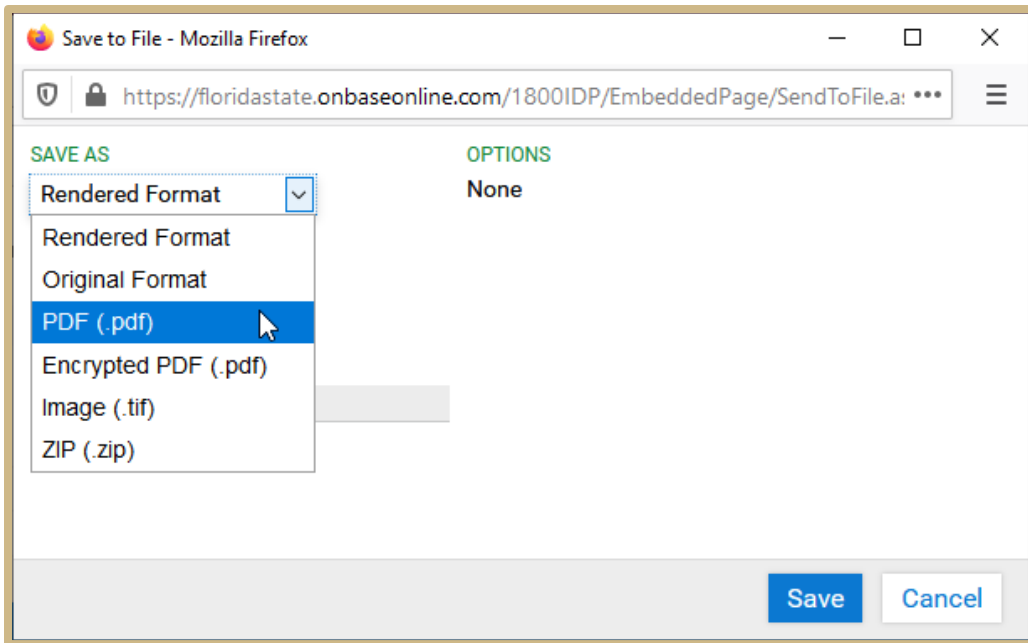 Save to File - Mozilla Firefox
https://floridastate.onbaseonline.com/1800IDP/EmbeddedPage/SendToFile.a: •••
SAVE AS
OPTIONS
Rendered Format
None
Rendered Format
Original Format
PDF (.pdf)
Encrypted PDF (.pdf)
Image (.tif)
ZIP (.zip)
Save
Cancel